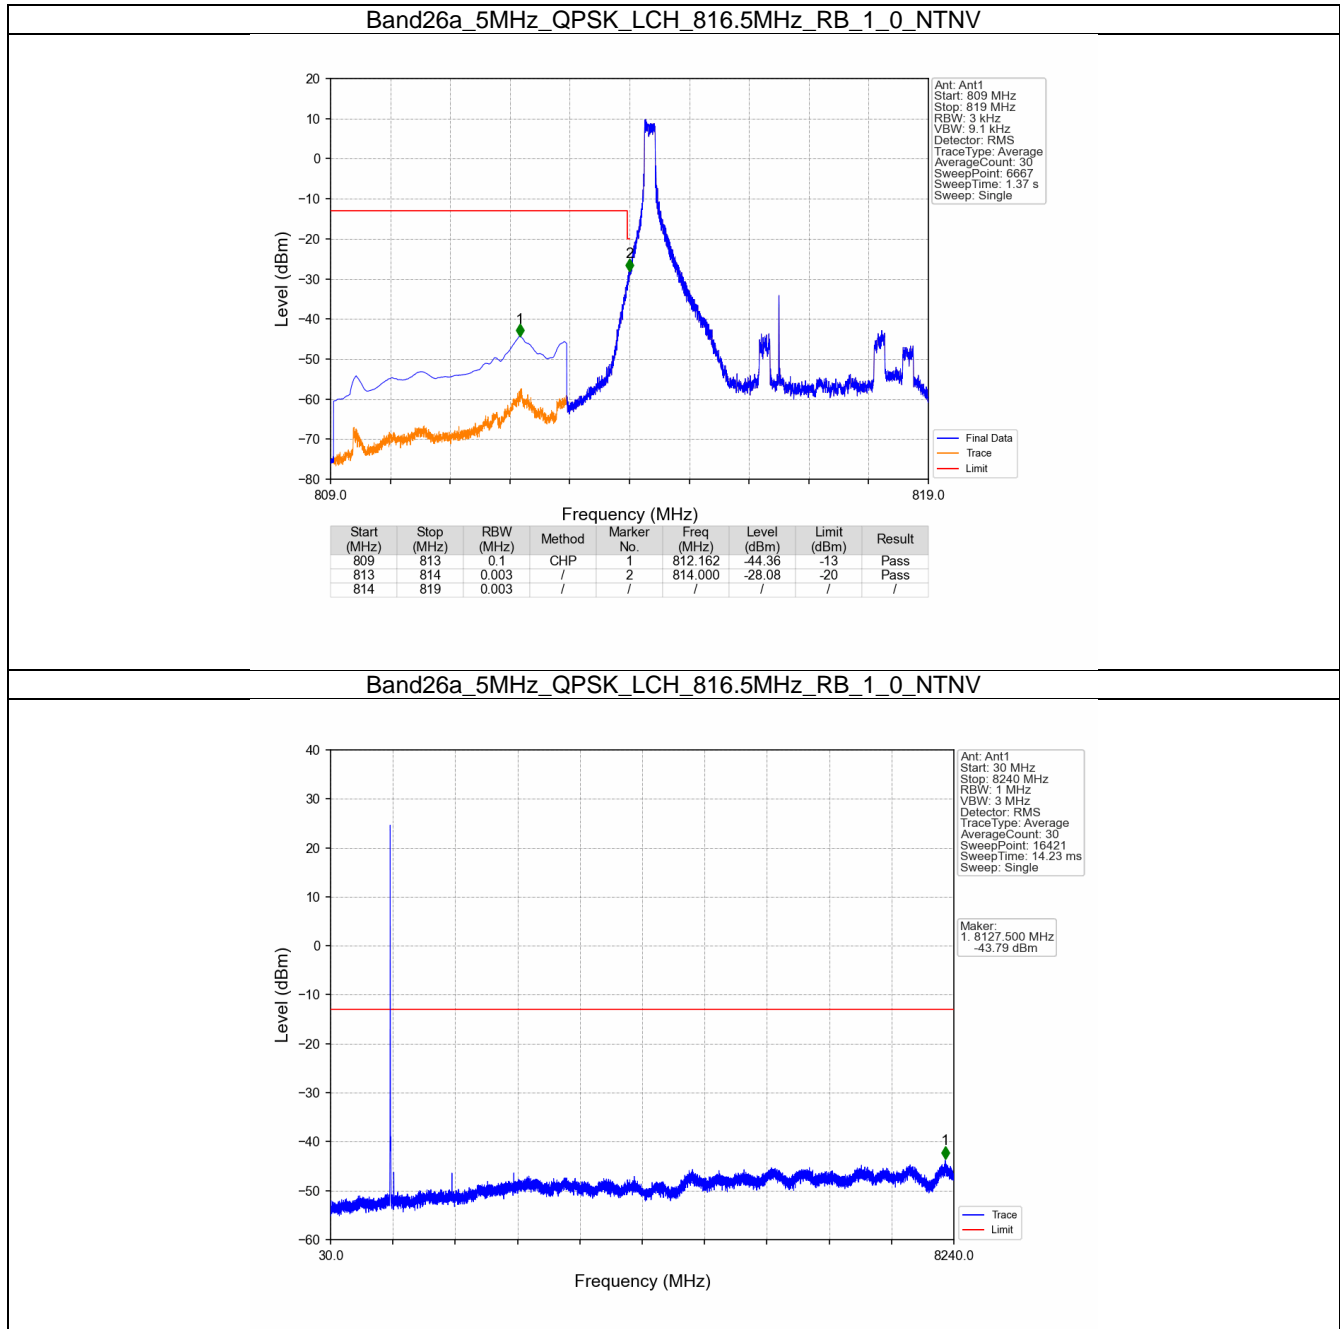 Band26a_5MHz_QPSK_LCH_816.5MHz_RB_1_0_NTNV
20
10
0
−10
−20
−30
−40
−50
−60
−70
−80
Level (dBm)
1
2
809.0
819.0
Frequency (MHz)
Ant: Ant1
Start: 809 MHz
Stop: 819 MHz
RBW: 3 kHz
VBW: 9.1 kHz
Detector: RMS
TraceType: Average
AverageCount: 30
SweepPoint: 6667
SweepTime: 1.37 s
Sweep: Single
Final Data
Trace
Limit
Start (MHz) Stop (MHz) RBW (MHz) Method Marker No. Freq (MHz) Level (dBm) Limit (dBm) Result
809 813 0.1 CHP 1 812.162 -44.36 -13 Pass
813 814 0.003 / 2 814.000 -28.08 -20 Pass
814 819 0.003 / / / / / /
Band26a_5MHz_QPSK_LCH_816.5MHz_RB_1_0_NTNV
40
30
20
10
0
−10
−20
−30
−40
−50
−60
Level (dBm)
1
30.0
8240.0
Frequency (MHz)
Ant: Ant1
Start: 30 MHz
Stop: 8240 MHz
RBW: 1 MHz
VBW: 3 MHz
Detector: RMS
TraceType: Average
AverageCount: 30
SweepPoint: 16421
SweepTime: 14.23 ms
Sweep: Single
Maker:
1. 8127.500 MHz
-43.79 dBm
Trace
Limit